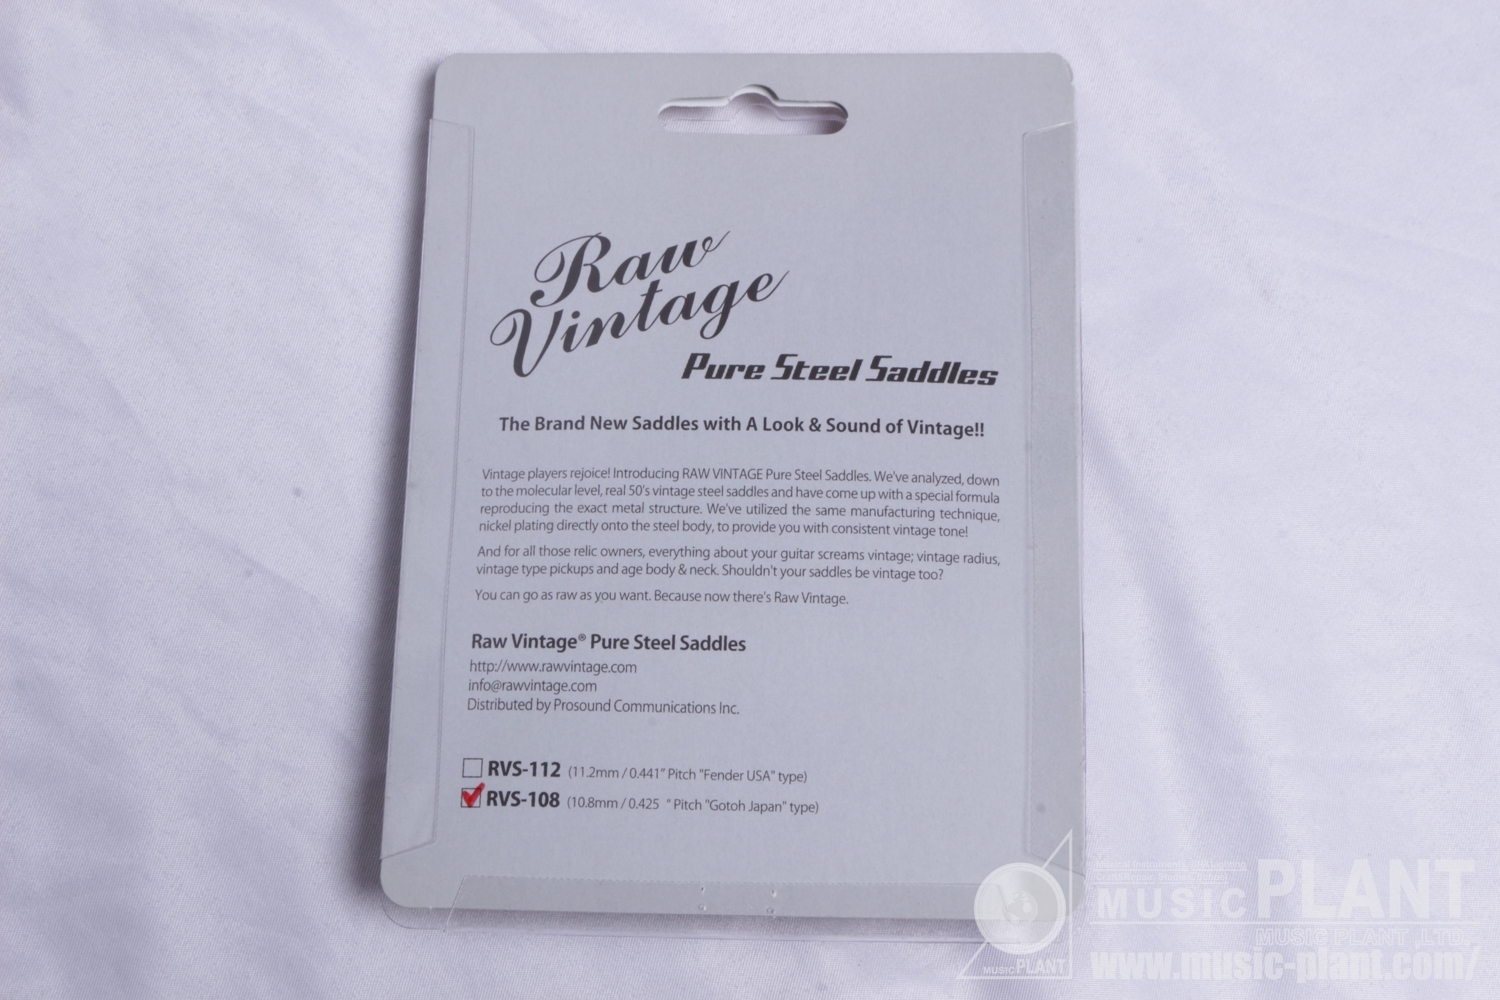 Raw
Vintage
Pure Steel Saddles
The Brand New Saddles with A Look & Sound of Vintage!!
Vintage players rejoice! Introducing RAW VINTAGE Pure Steel Saddles. We've analyzed, down
to the molecular level, real 50's vintage steel saddles and have come up with a special formula
reproducing the exact metal structure. We've utilized the same manufacturing technique,
nickel plating directly onto the steel body, to provide you with consistent vintage tone!
And for all those relic owners, everything about your guitar screams vintage; vintage radius,
vintage type pickups and age body & neck. Shouldn't your saddles be vintage too?
You can go as raw as you want. Because now there's Raw Vintage.
Raw Vintage® Pure Steel Saddles
http://www.rawvintage.com
info@rawvintage.com
Distributed by Prosound Communications Inc.
RVS-112 (11.2mm / 0.441" Pitch "Fender USA" type)
RVS-108 (10.8mm / 0.425 " Pitch "Gotoh Japan" type)
MUSIC PLANT
MUSIC PLANT ,LTD.
MUSIC PLANT
www.music-plant.com/